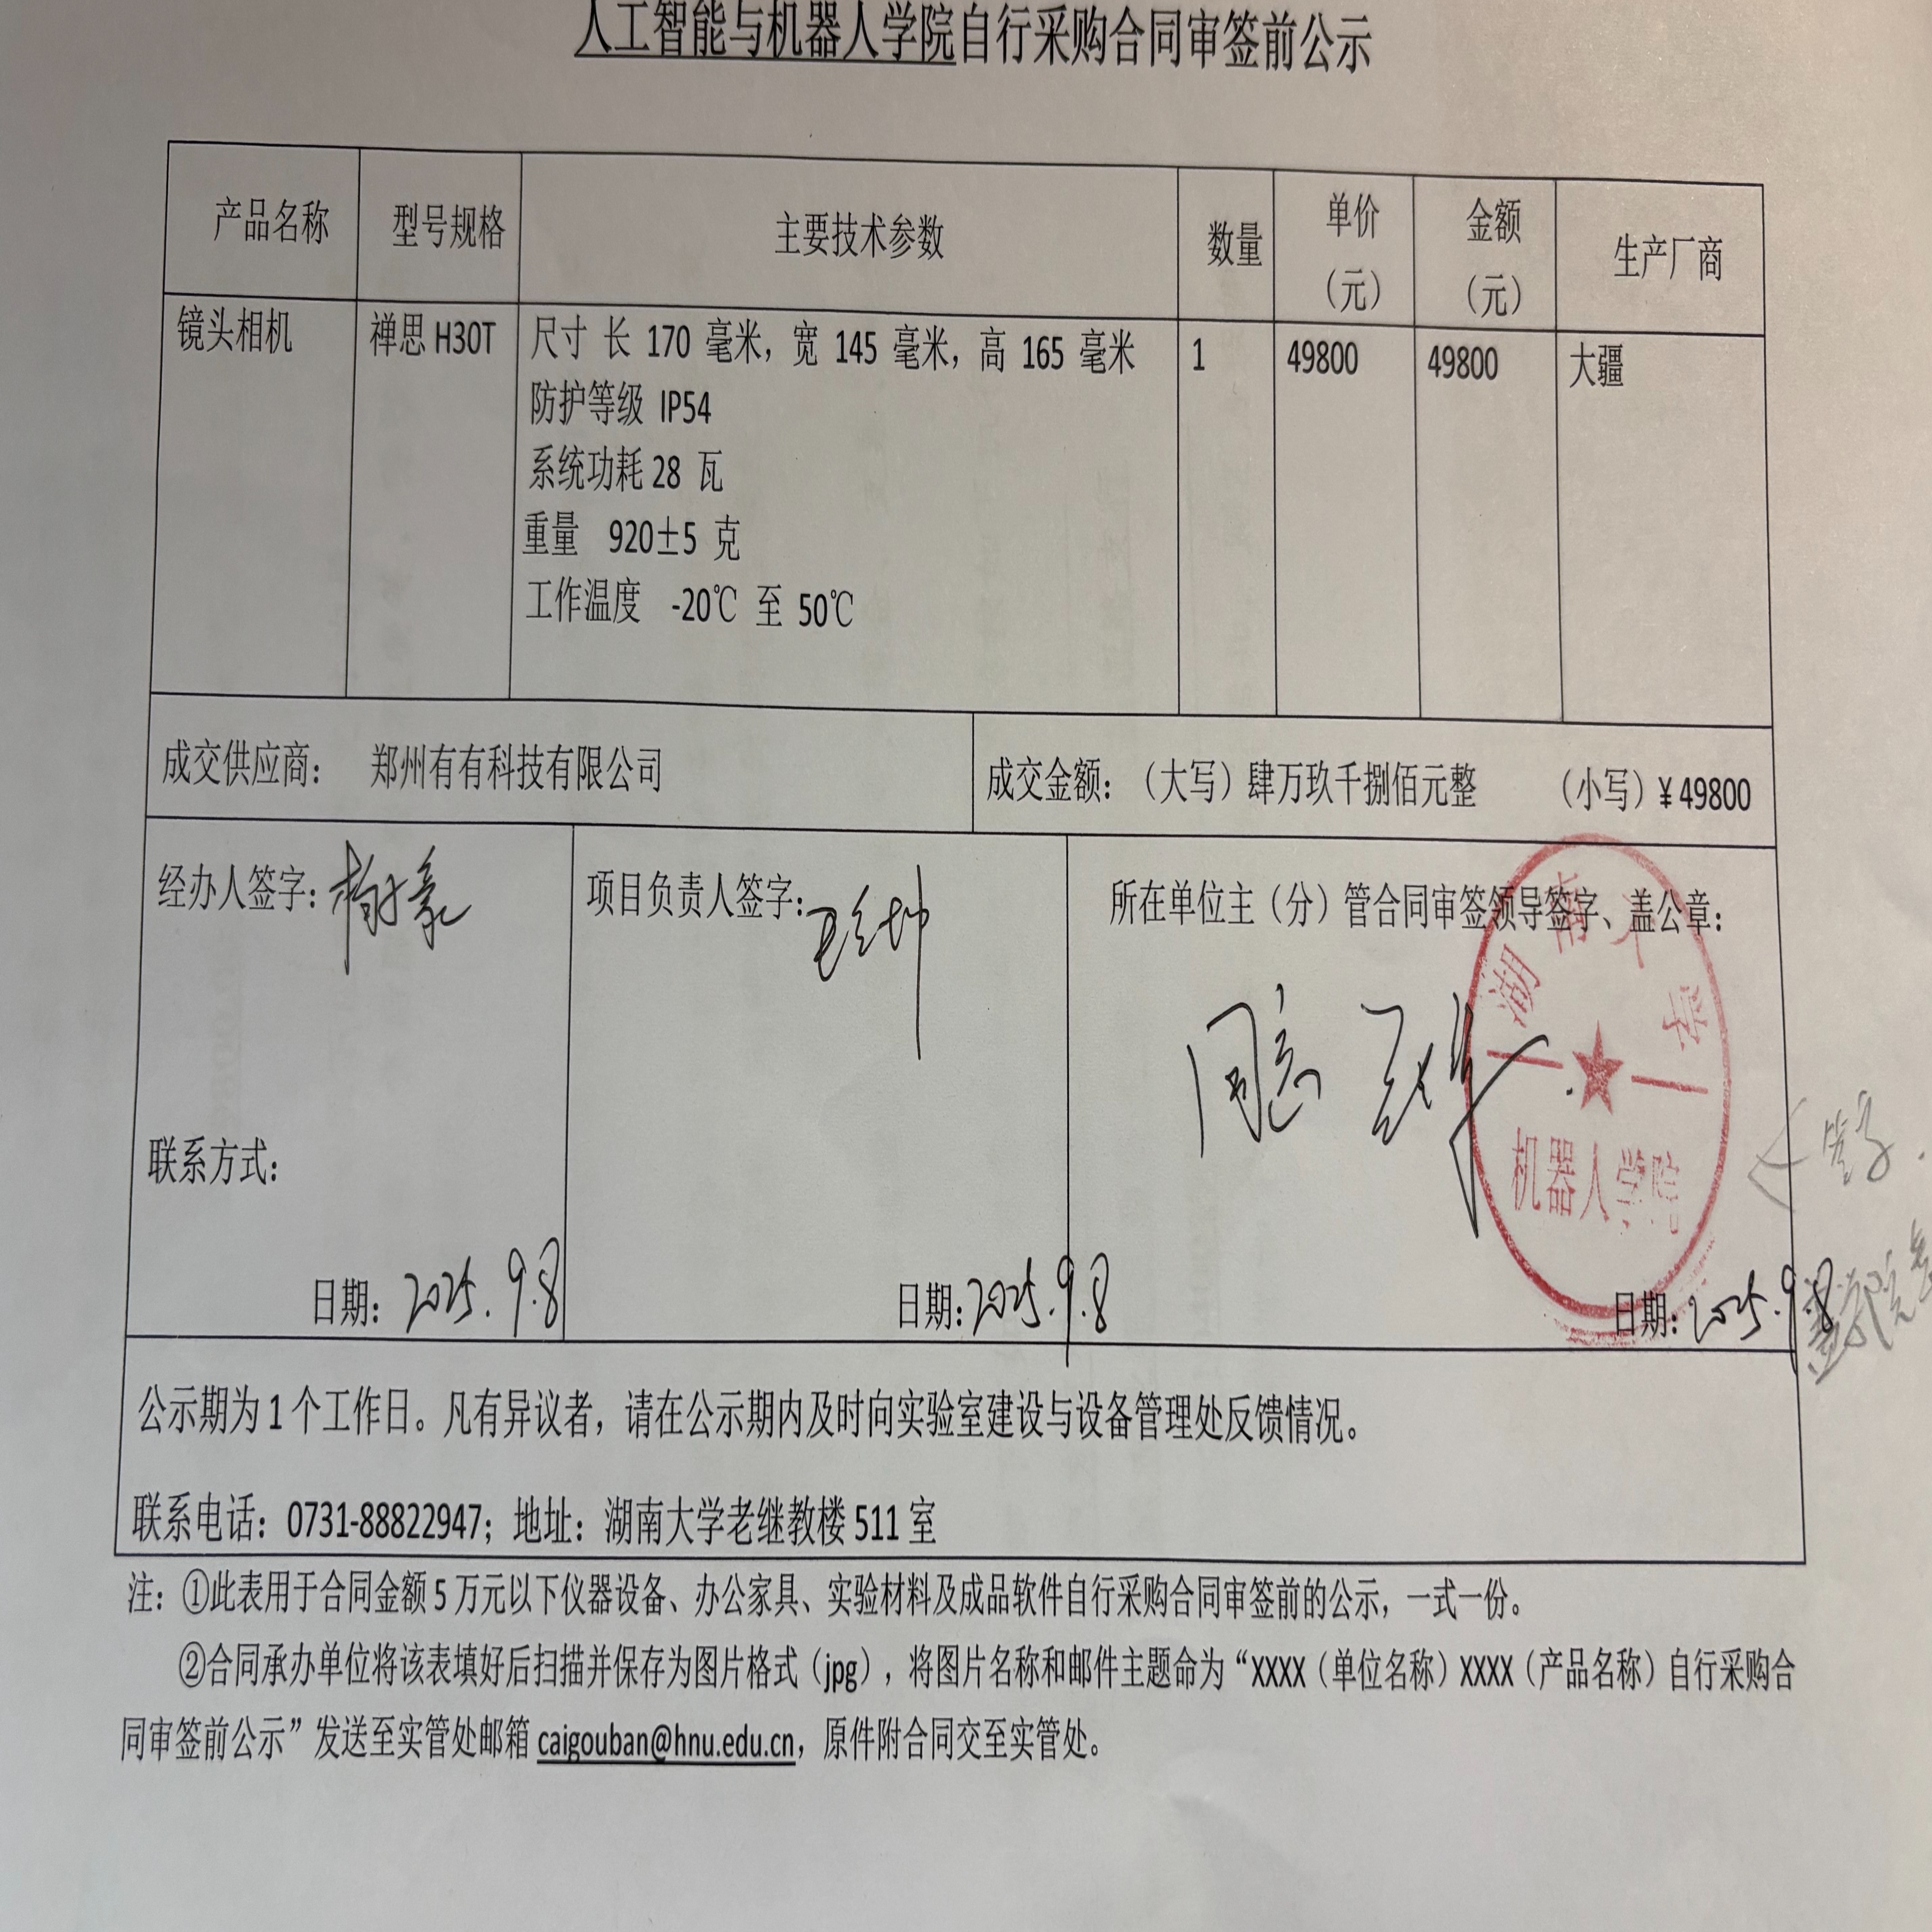 人工智能与机器人学院自行采购合同审签前公示
产品名称 型号规格 主要技术参数 数量 单价（元） 金额（元） 生产厂商
镜头相机 禅思 H30T 尺寸 长 170 毫米，宽 145 毫米，高 165 毫米 1 49800 49800 大疆
防护等级 IP54
系统功耗 28 瓦
重量 920±5 克
工作温度 -20℃ 至 50℃
成交供应商： 郑州有有科技有限公司 成交金额：（大写）肆万玖千捌佰元整 （小写）¥ 49800
经办人签字： 项目负责人签字： 所在单位主（分）管合同审签领导签字、盖公章：
同意
湖南大学
机器人学院
签字
联系方式：
日期：2025.9.8 日期：2025.9.8 日期：2025.9.8
公示期为 1 个工作日。凡有异议者，请在公示期内及时向实验室建设与设备管理处反馈情况。
联系电话：0731-88822947；地址：湖南大学老继教楼 511 室
注：①此表用于合同金额 5 万元以下仪器设备、办公家具、实验材料及成品软件自行采购合同审签前的公示，一式一份。
②合同承办单位将该表填好后扫描并保存为图片格式（jpg），将图片名称和邮件主题命为“XXXX（单位名称）XXXX（产品名称）自行采购合
同审签前公示”发送至实管处邮箱 caigouban@hnu.edu.cn，原件附合同交至实管处。